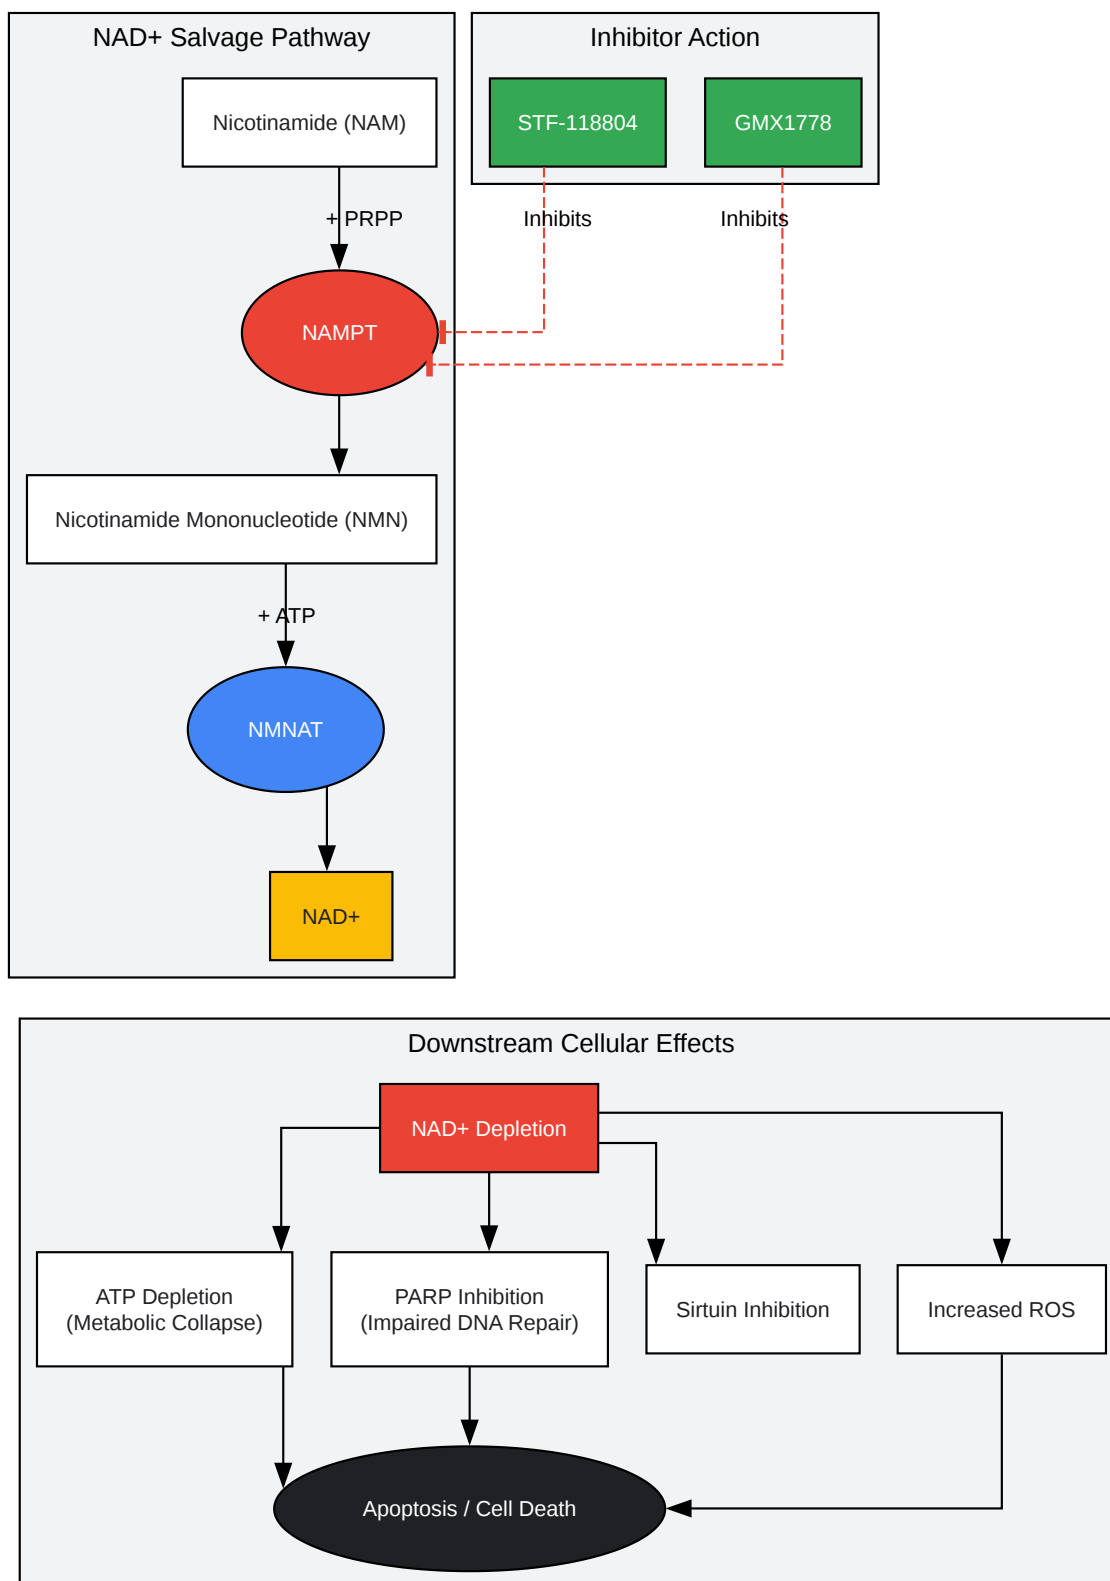 NAD+ Salvage Pathway
Inhibitor Action
Nicotinamide (NAM)
STF-118804
GMX1778
+ PRPP
Inhibits
Inhibits
NAMPT
Nicotinamide Mononucleotide (NMN)
+ ATP
NMNAT
NAD+
Downstream Cellular Effects
NAD+ Depletion
ATP Depletion
(Metabolic Collapse)
PARP Inhibition
(Impaired DNA Repair)
Sirtuin Inhibition
Increased ROS
Apoptosis / Cell Death